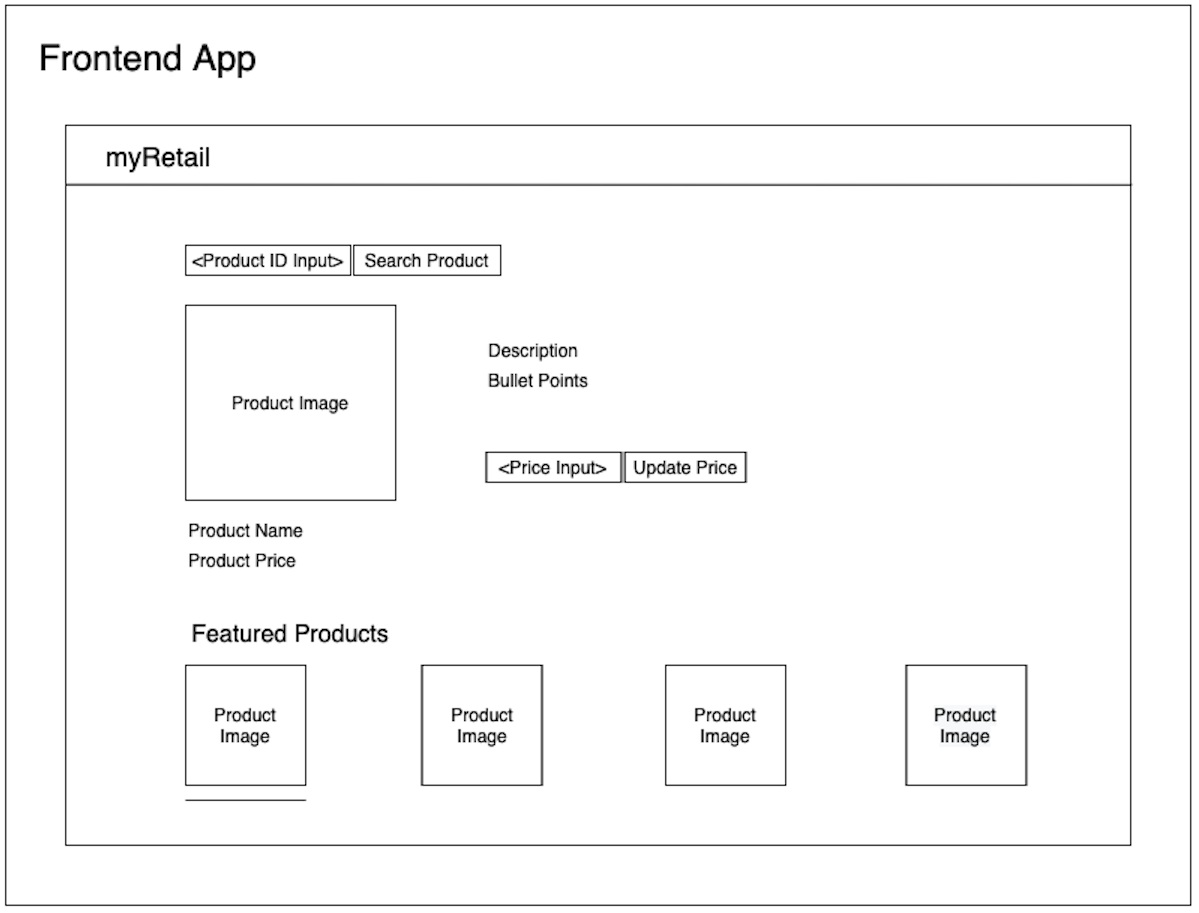 Frontend App
myRetail
<Product ID Input>
Search Product
Product Image
Description
Bullet Points
<Price Input>
Update Price
Product Name
Product Price
Featured Products
Product
Image
Product
Image
Product
Image
Product
Image